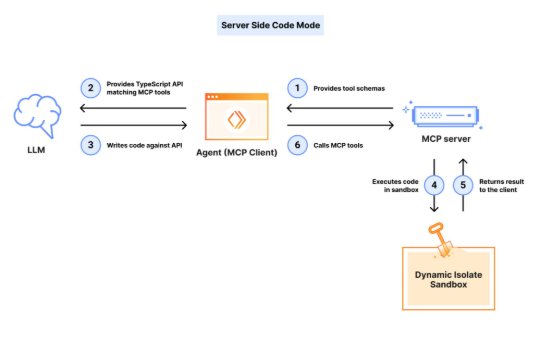 Server Side Code Mode
2
Provides TypeScript API
matching MCP tools
1
Provides tool schemas
LLM
3
Writes code against API
Agent (MCP Client)
6
Calls MCP tools
MCP server
Executes code
in sandbox
4
5
Returns result
to the client
Dynamic Isolate
Sandbox